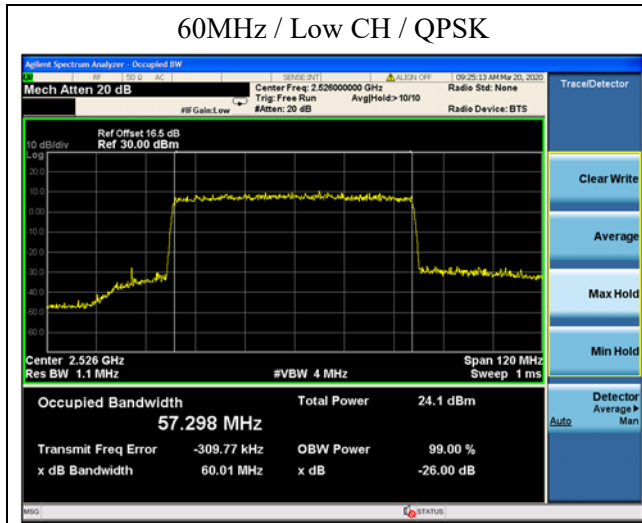 60MHz / Low CH / QPSK
Agilent Spectrum Analyzer - Occupied BW
RF 50 Ω AC SENSE:INT ALIGN OFF 09:25:13 AM Mar 20, 2020
Mech Atten 20 dB Center Freq: 2.526000000 GHz Radio Std: None Trace/Detector
Trig: Free Run Avg|Hold:> 10/10
#IFGain:Low #Atten: 20 dB Radio Device: BTS
Ref Offset 16.5 dB
10 dB/div Ref 30.00 dBm
Log
20.0
10.0
0.00
-10.0
-20.0
-30.0
-40.0
-50.0
-60.0
Clear Write
Average
Max Hold
Min Hold
Center 2.526 GHz Span 120 MHz
Res BW 1.1 MHz #VBW 4 MHz Sweep 1 ms
Occupied Bandwidth Total Power 24.1 dBm
57.298 MHz
Transmit Freq Error -309.77 kHz OBW Power 99.00 %
x dB Bandwidth 60.01 MHz x dB -26.00 dB
Detector
Average▶
Auto Man
MSG STATUS